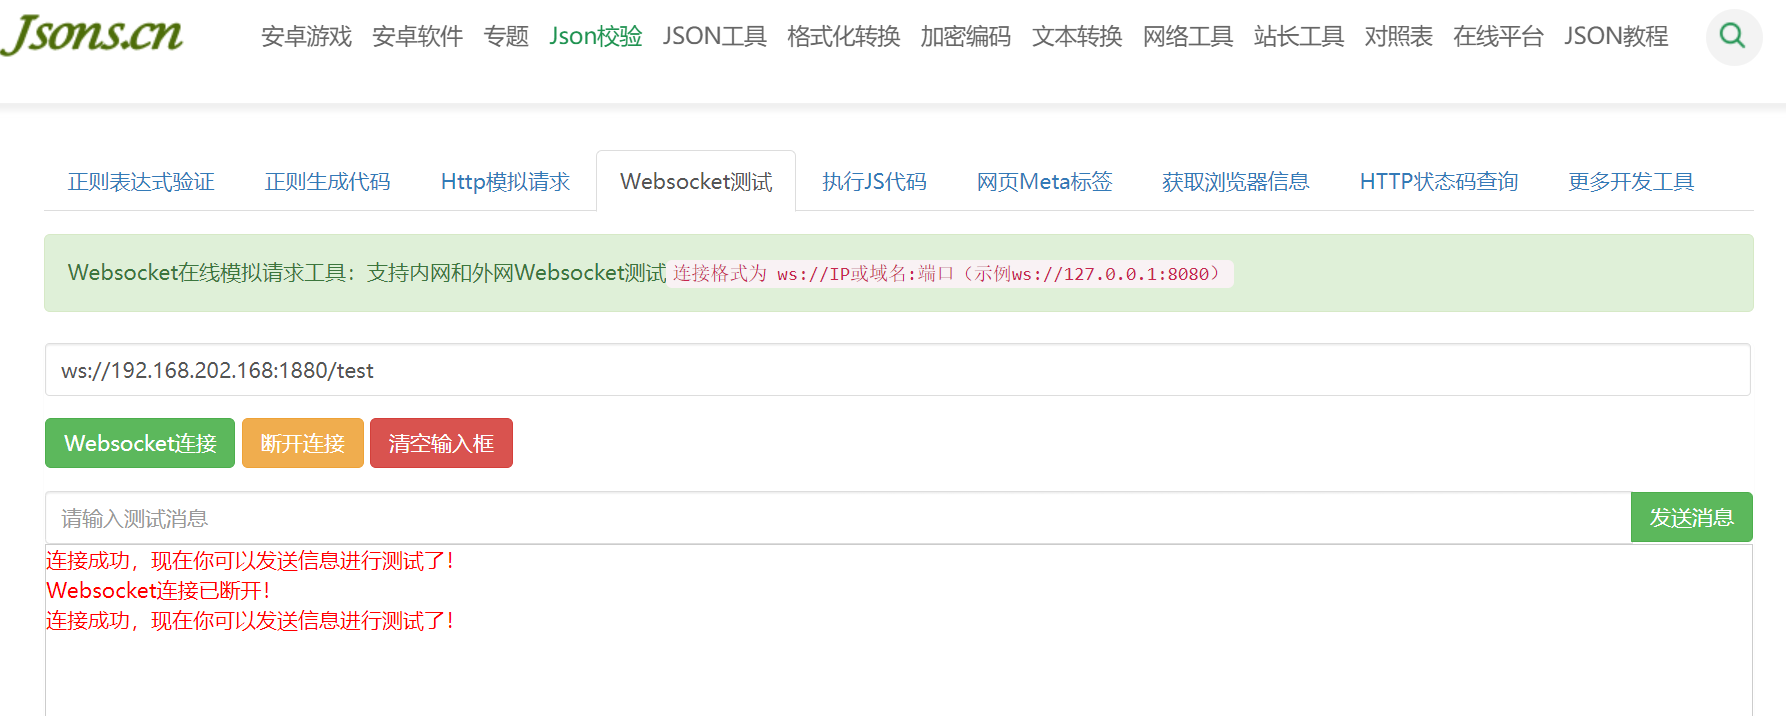 Jsons.cn
安卓游戏 安卓软件 专题 Json校验 JSON工具 格式化转换 加密编码 文本转换 网络工具 站长工具 对照表 在线平台 JSON教程
正则表达式验证 正则生成代码 Http模拟请求 Websocket测试 执行JS代码 网页Meta标签 获取浏览器信息 HTTP状态码查询 更多开发工具
Websocket在线模拟请求工具：支持内网和外网Websocket测试 连接格式为 ws://IP或域名:端口（示例ws://127.0.0.1:8080）
ws://192.168.202.168:1880/test
Websocket连接 断开连接 清空输入框
请输入测试消息 发送消息
连接成功，现在你可以发送信息进行测试了！
Websocket连接已断开！
连接成功，现在你可以发送信息进行测试了！